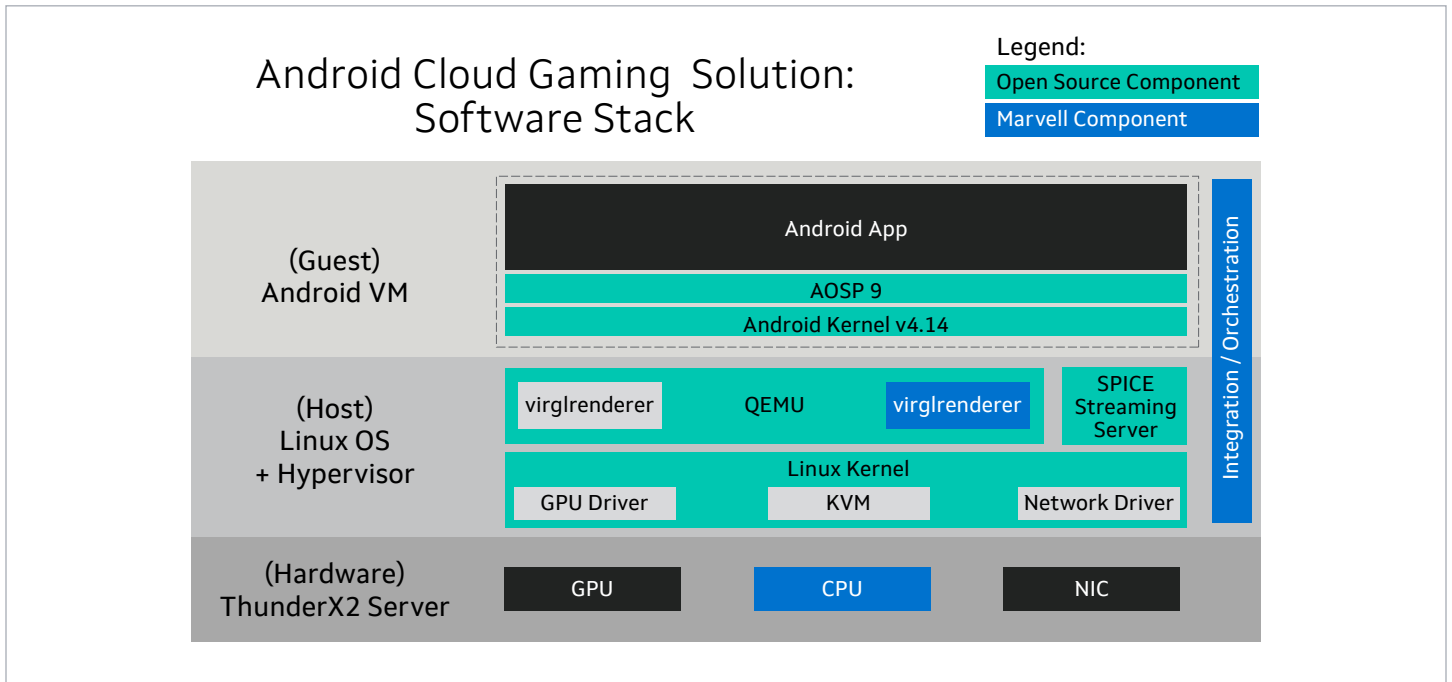 Android Cloud Gaming Solution:
Software Stack
Legend:
Open Source Component
Marvell Component
(Guest)
Android VM
Android App
AOSP 9
Android Kernel v4.14
Integration / Orchestration
(Host)
Linux OS
+ Hypervisor
virglrenderer
QEMU
virglrenderer
SPICE
Streaming
Server
Linux Kernel
GPU Driver
KVM
Network Driver
(Hardware)
ThunderX2 Server
GPU
CPU
NIC